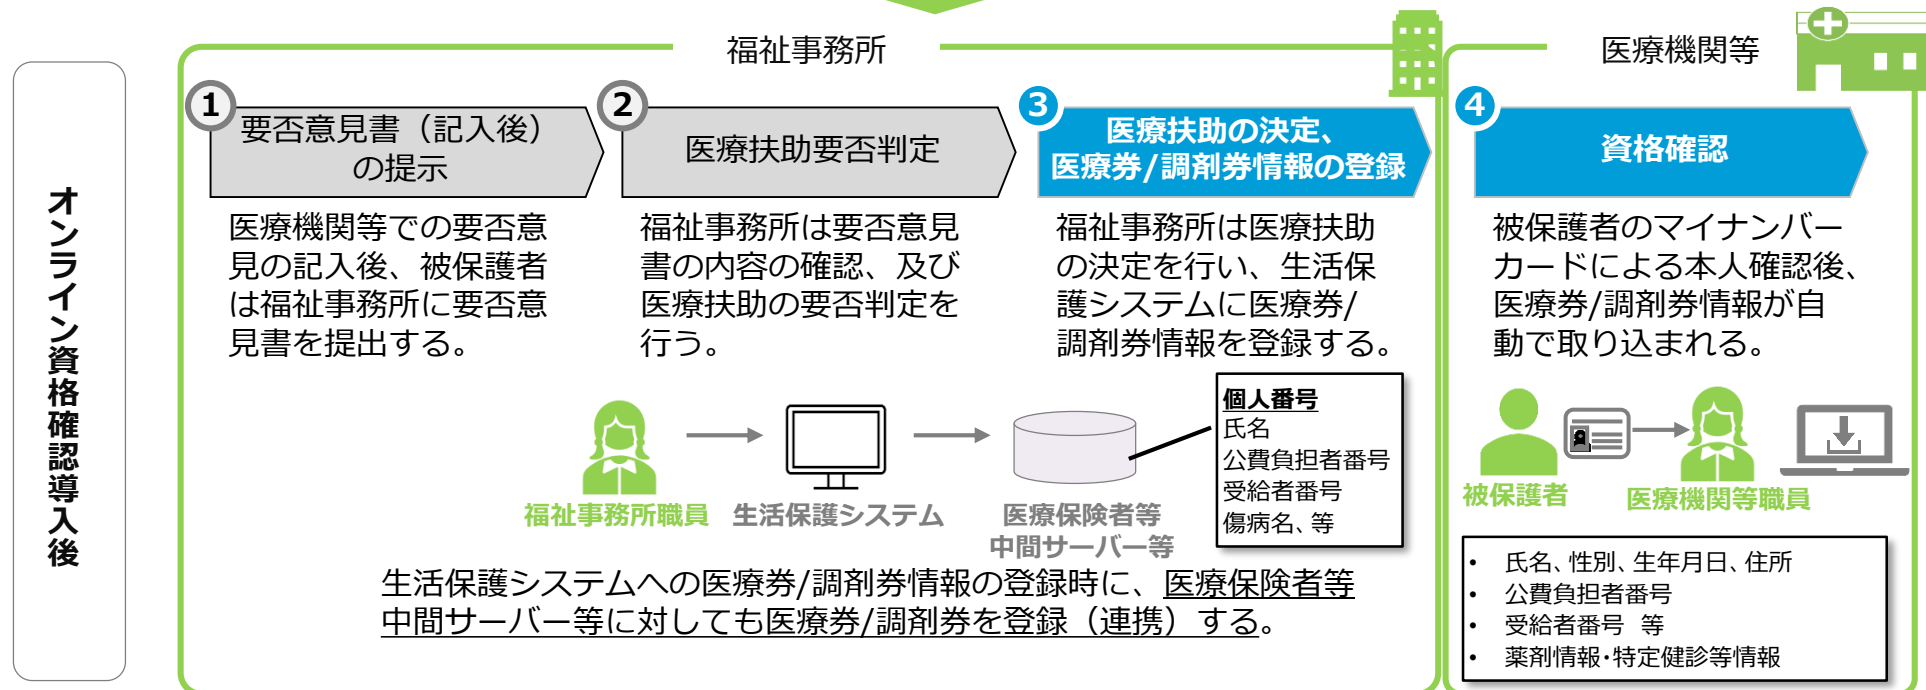 オンライン資格確認導入後
福祉事務所
1
要否意見書（記入後）
の提示
医療機関等での要否意
見の記入後、被保護者
は福祉事務所に要否意
見書を提出する。
2
医療扶助要否判定
福祉事務所は要否意見
書の内容の確認、及び
医療扶助の要否判定を
行う。
3
医療扶助の決定、
医療券/調剤券情報の登録
福祉事務所は医療扶助
の決定を行い、生活保
護システムに医療券/
調剤券情報を登録する。
福祉事務所職員
生活保護システム
医療保険者等
中間サーバー等
個人番号
氏名
公費負担者番号
受給者番号
傷病名、等
生活保護システムへの医療券/調剤券情報の登録時に、医療保険者等
中間サーバー等に対しても医療券/調剤券を登録（連携）する。
医療機関等
4
資格確認
被保護者のマイナンバー
カードによる本人確認後、
医療券/調剤券情報が自
動で取り込まれる。
被保護者
医療機関等職員
• 氏名、性別、生年月日、住所
• 公費負担者番号
• 受給者番号 等
• 薬剤情報・特定健診等情報